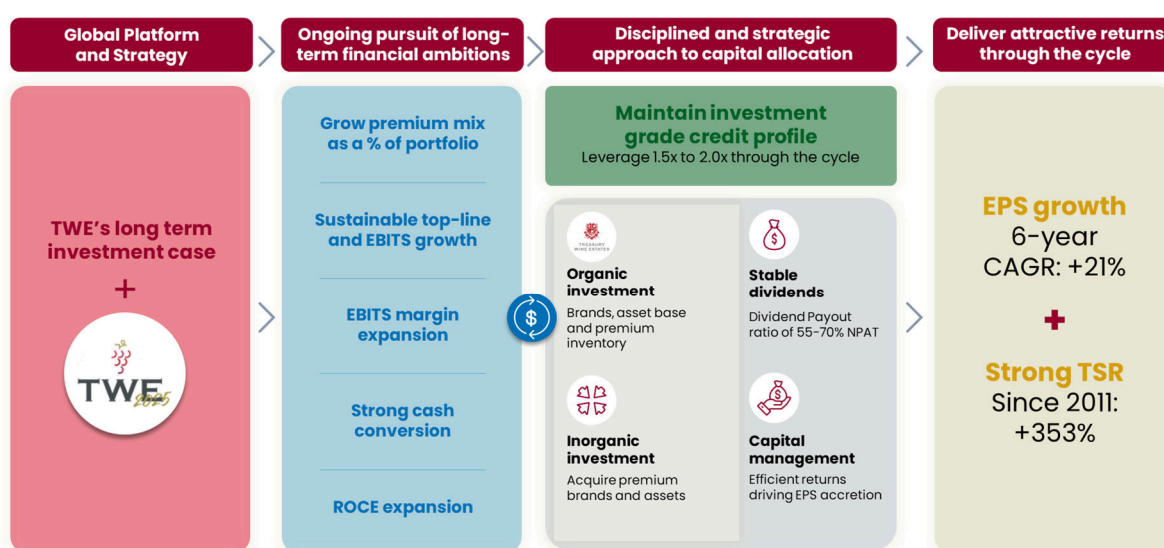 Global Platform
and Strategy
Ongoing pursuit of long-
term financial ambitions
Disciplined and strategic
approach to capital allocation
Deliver attractive returns
through the cycle
TWE's long term
investment case
+
TWE
2025
Grow premium mix
as a % of portfolio
Sustainable top-line
and EBITS growth
EBITS margin
expansion
Strong cash
conversion
ROCE expansion
$
Maintain investment
grade credit profile
Leverage 1.5x to 2.0x through the cycle
TREASURY
WINE ESTATES
Organic
investment
Brands, asset base
and premium
inventory
$
Stable
dividends
Dividend Payout
ratio of 55-70% NPAT
Inorganic
investment
Acquire premium
brands and assets
$
Capital
management
Efficient returns
driving EPS accretion
EPS growth
6-year
CAGR: +21%
+
Strong TSR
Since 2011:
+353%